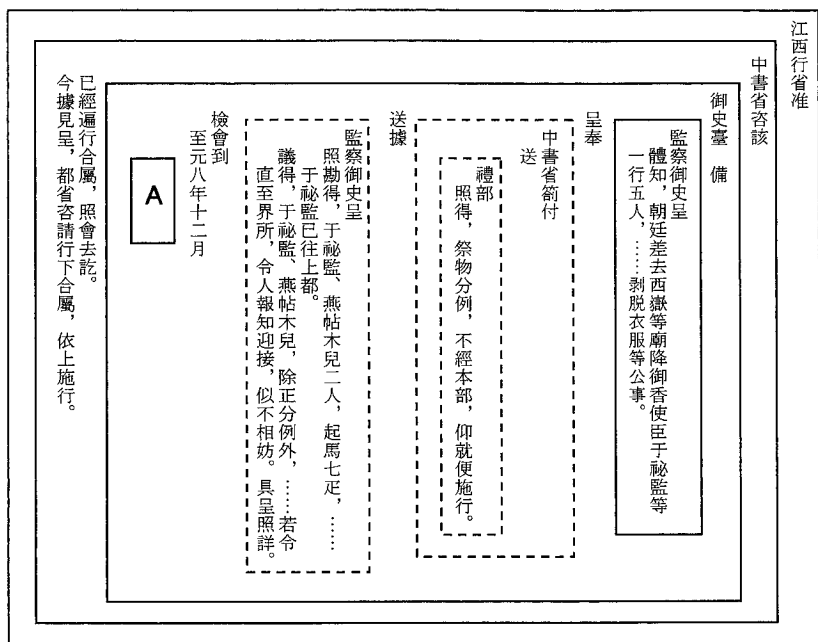 江西行省准
中書省咨該
御史臺　備
監察御史呈
體知，朝廷差去西嶽等廟降御香使臣于祕監等
一行五人，……剥脱衣服等公事。
呈奉
中書省箚付
送
禮部
照得，祭物分例，不經本部，仰就便施行。
送據
監察御史呈
照勘得，于祕監、燕帖木兒二人，起馬七疋，……
于祕監已往上都。
議得，于祕監、燕帖木兒，除正分例外，……若令
直至界所，令人報知迎接，似不相妨。具呈照詳。
檢會到
至元八年十二月
A
已經遍行合屬，照會去訖。
今據見呈，都省咨請行下合屬，依上施行。